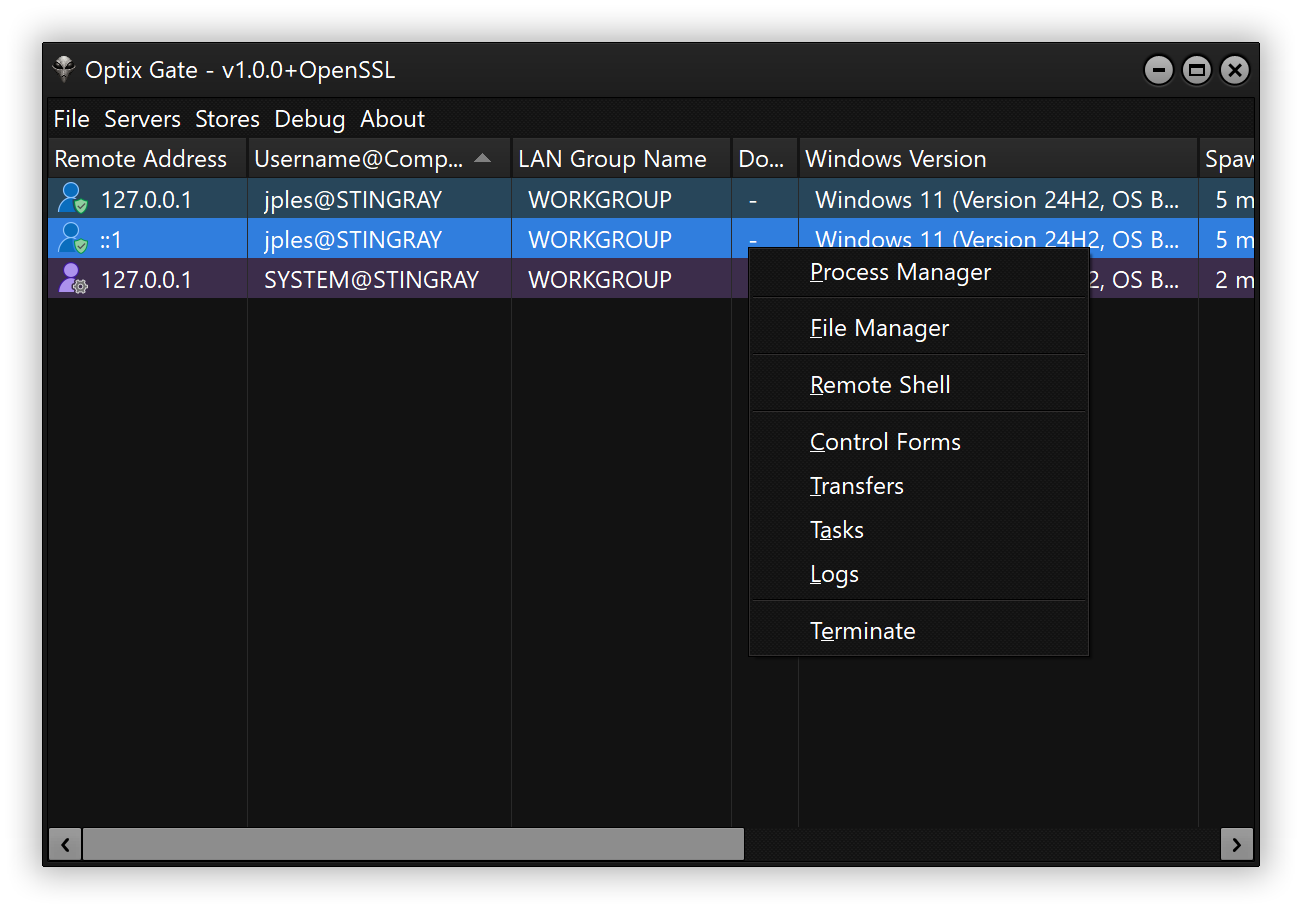 Optix Gate - v1.0.0+OpenSSL
File Servers Stores Debug About
Remote Address Username@Comp... LAN Group Name Do... Windows Version Spaw
127.0.0.1 jples@STINGRAY WORKGROUP - Windows 11 (Version 24H2, OS B... 5 m
::1 jples@STINGRAY WORKGROUP - Windows 11 (Version 24H2, OS B... 5 m
127.0.0.1 SYSTEM@STINGRAY WORKGROUP 2, OS B... 2 m
Process Manager
File Manager
Remote Shell
Control Forms
Transfers
Tasks
Logs
Terminate